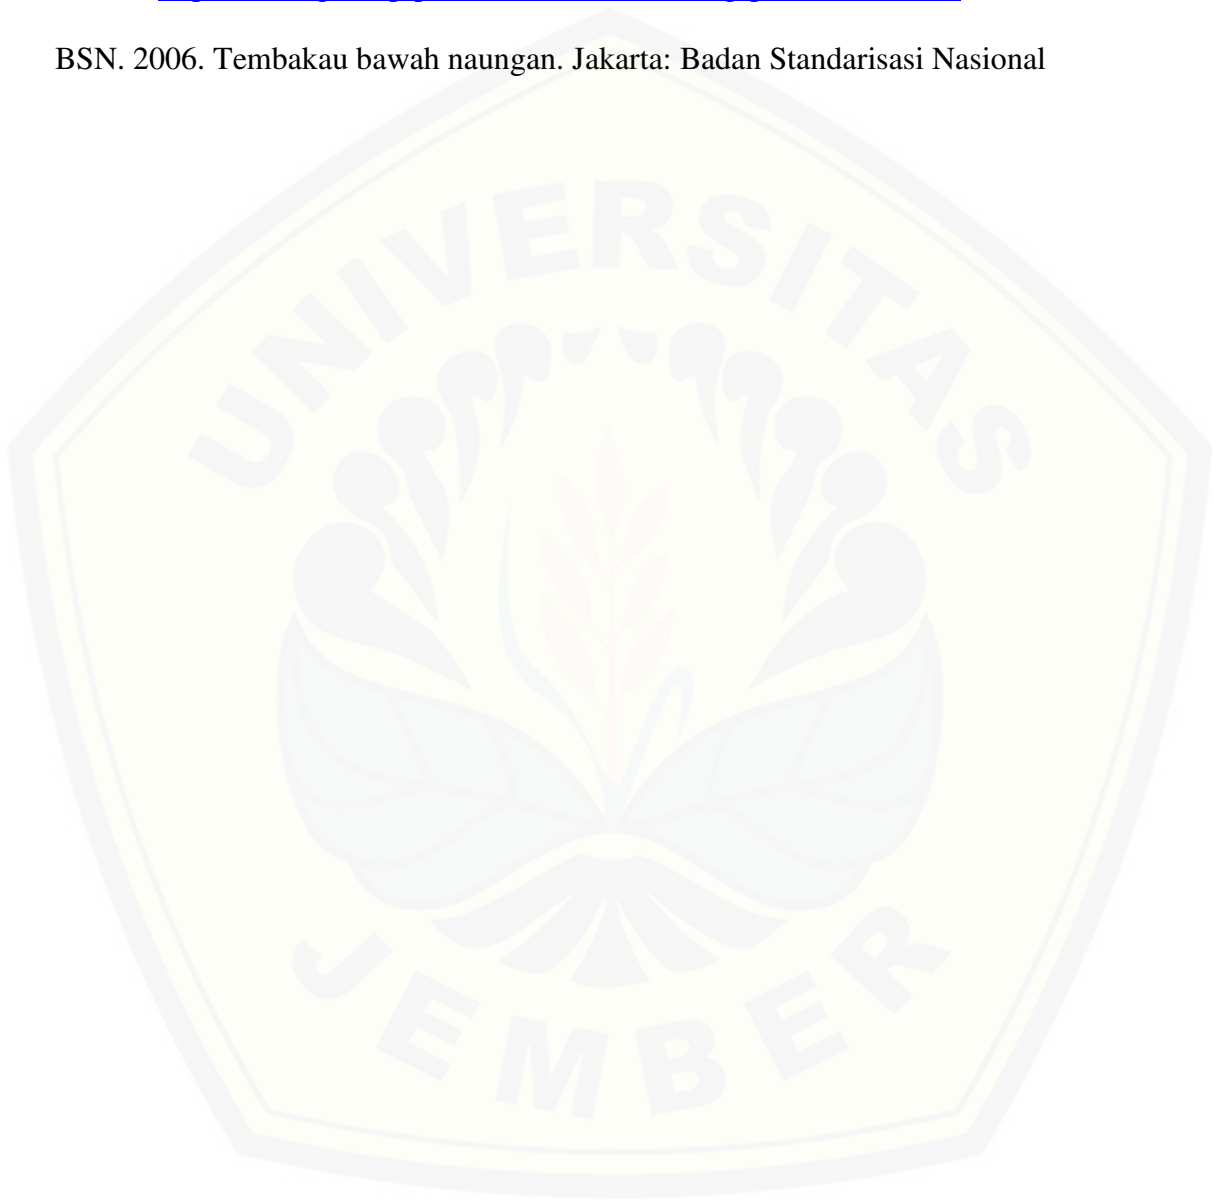 BSN. 2006. Tembakau bawah naungan. Jakarta: Badan Standarisasi Nasional
UNIVERSITAS
JEMBER